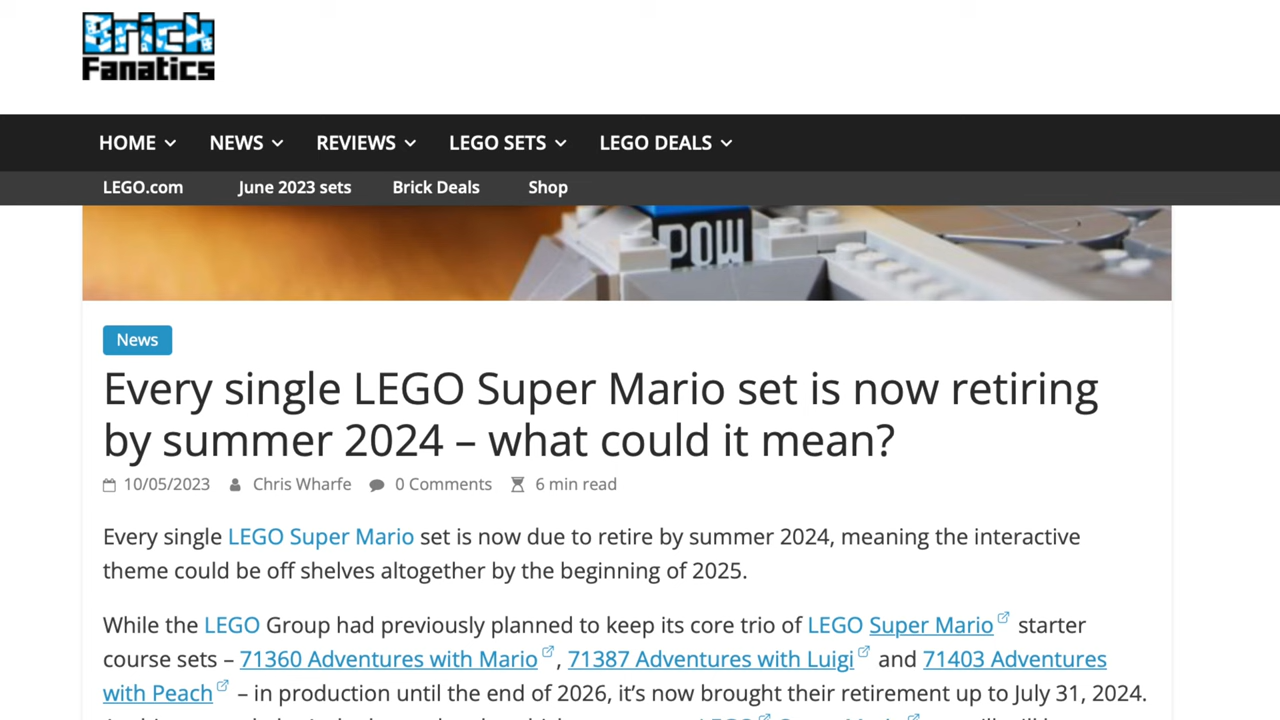 Brick
Fanatics
HOME NEWS REVIEWS LEGO SETS LEGO DEALS
LEGO.com June 2023 sets Brick Deals Shop
POW
News
Every single LEGO Super Mario set is now retiring
by summer 2024 – what could it mean?
10/05/2023 Chris Wharfe 0 Comments 6 min read
Every single LEGO Super Mario set is now due to retire by summer 2024, meaning the interactive
theme could be off shelves altogether by the beginning of 2025.
While the LEGO Group had previously planned to keep its core trio of LEGO Super Mario starter
course sets – 71360 Adventures with Mario, 71387 Adventures with Luigi and 71403 Adventures
with Peach – in production until the end of 2026, it’s now brought their retirement up to July 31, 2024.